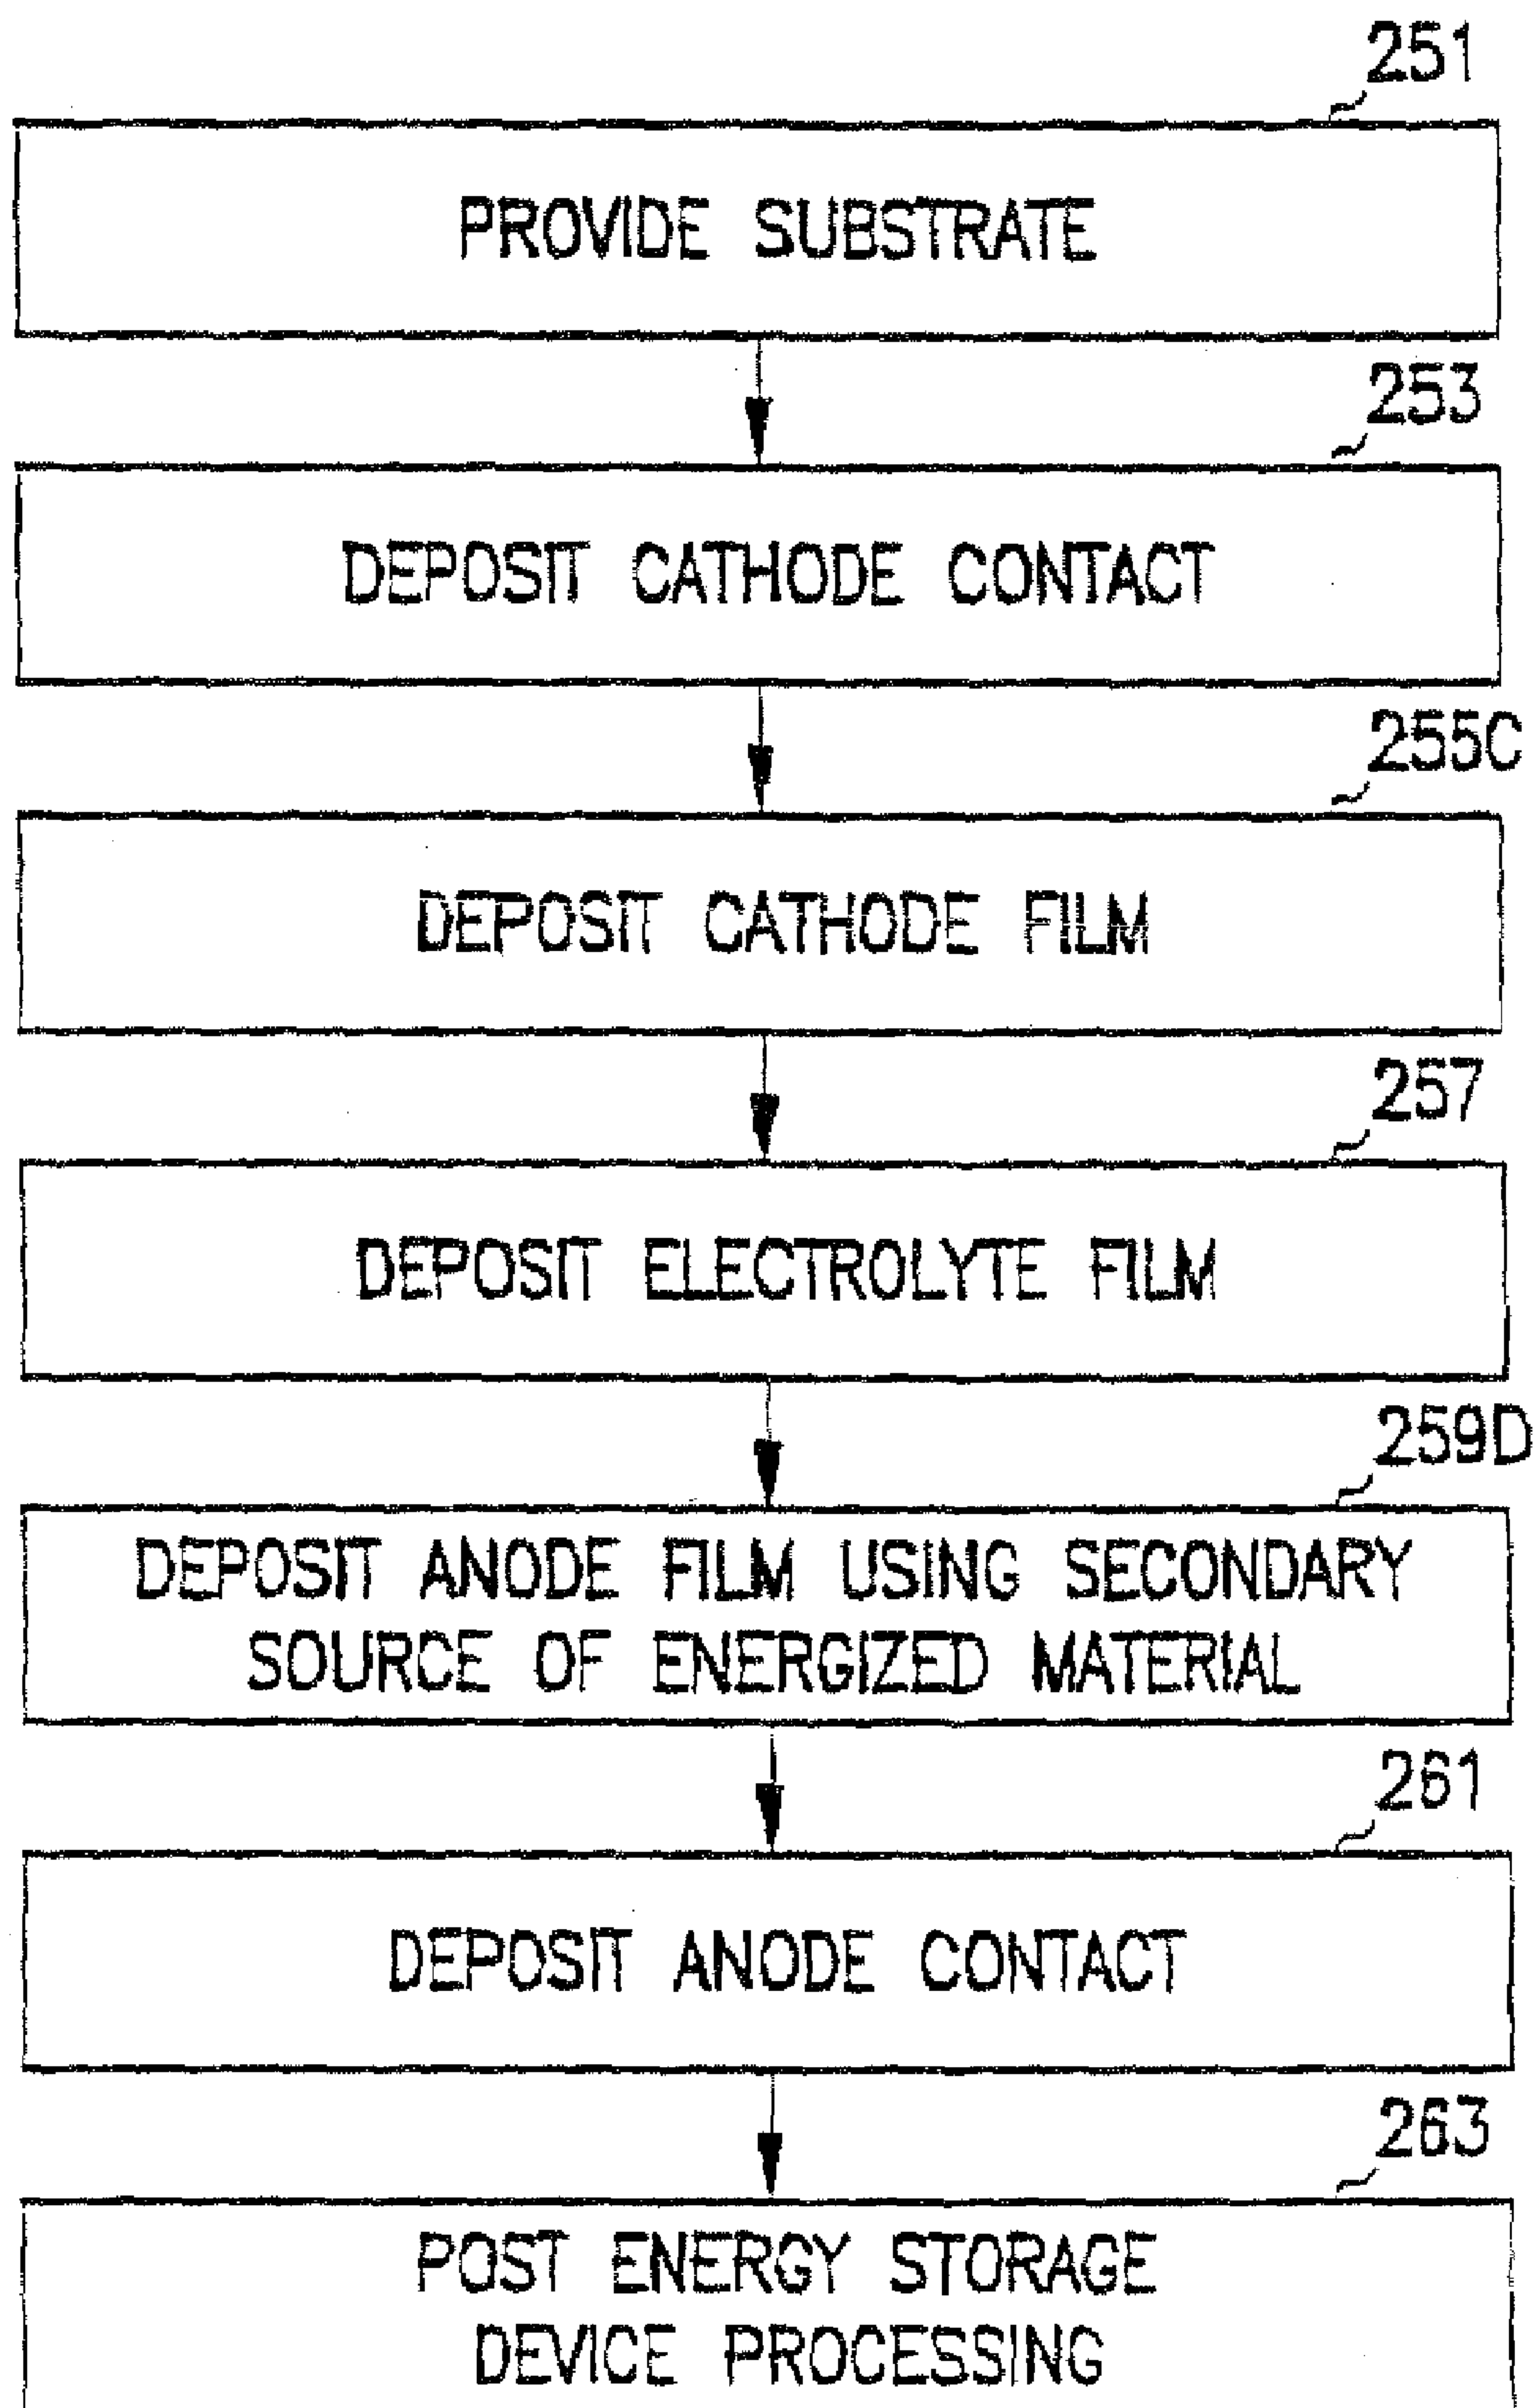 251
PROVIDE SUBSTRATE
253
DEPOSIT CATHODE CONTACT
255C
DEPOSIT CATHODE FILM
257
DEPOSIT ELECTROLYTE FILM
259D
DEPOSIT ANODE FILM USING SECONDARY
SOURCE OF ENERGIZED MATERIAL
261
DEPOSIT ANODE CONTACT
263
POST ENERGY STORAGE
DEVICE PROCESSING